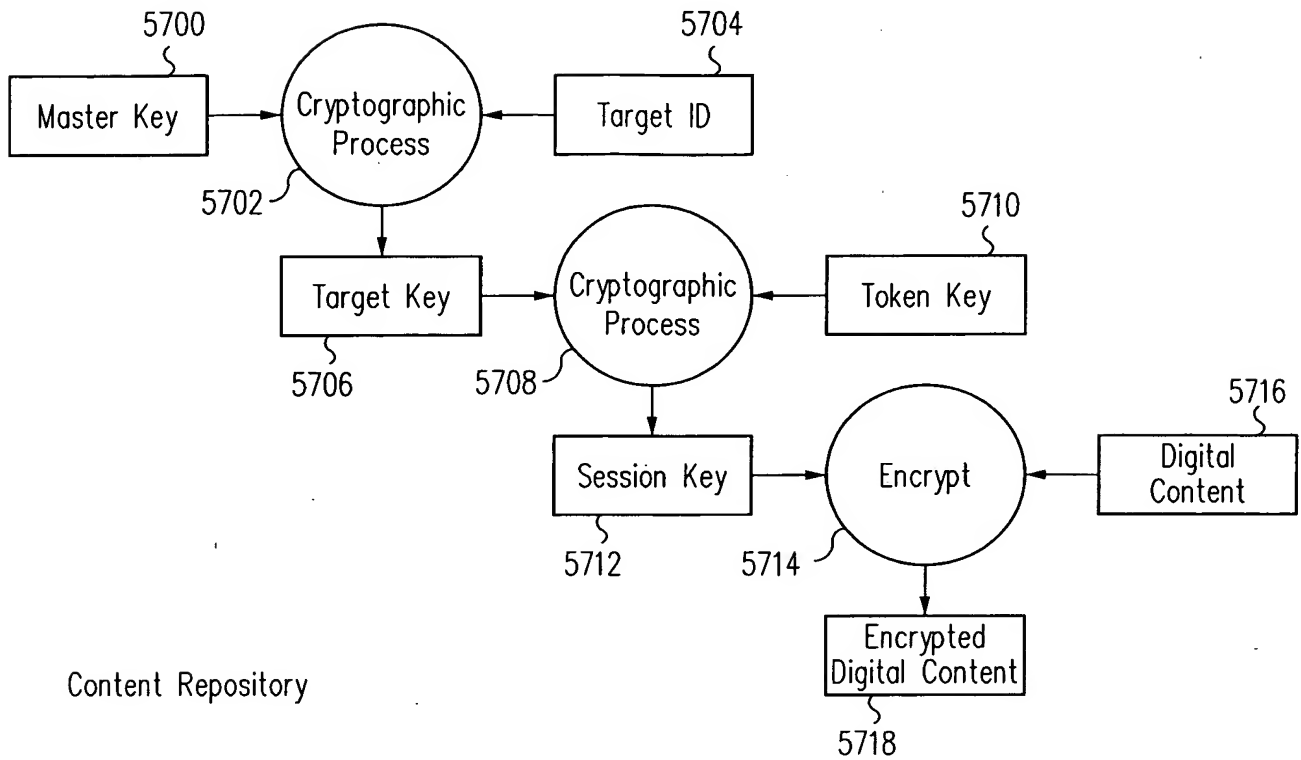 5700
5704
Master Key
Cryptographic
Process
Target ID
5702
5710
Target Key
Cryptographic
Process
Token Key
5706
5708
5716
Session Key
Encrypt
Digital
Content
5712
5714
Encrypted
Digital Content
Content Repository
5718